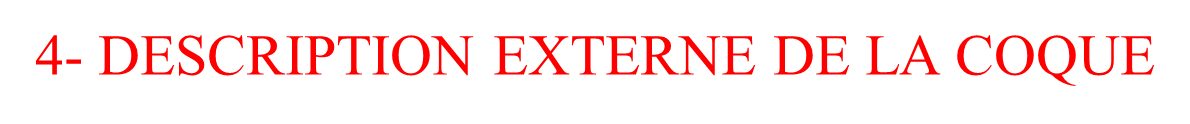 4- DESCRIPTION EXTERNE DE LA COQUE